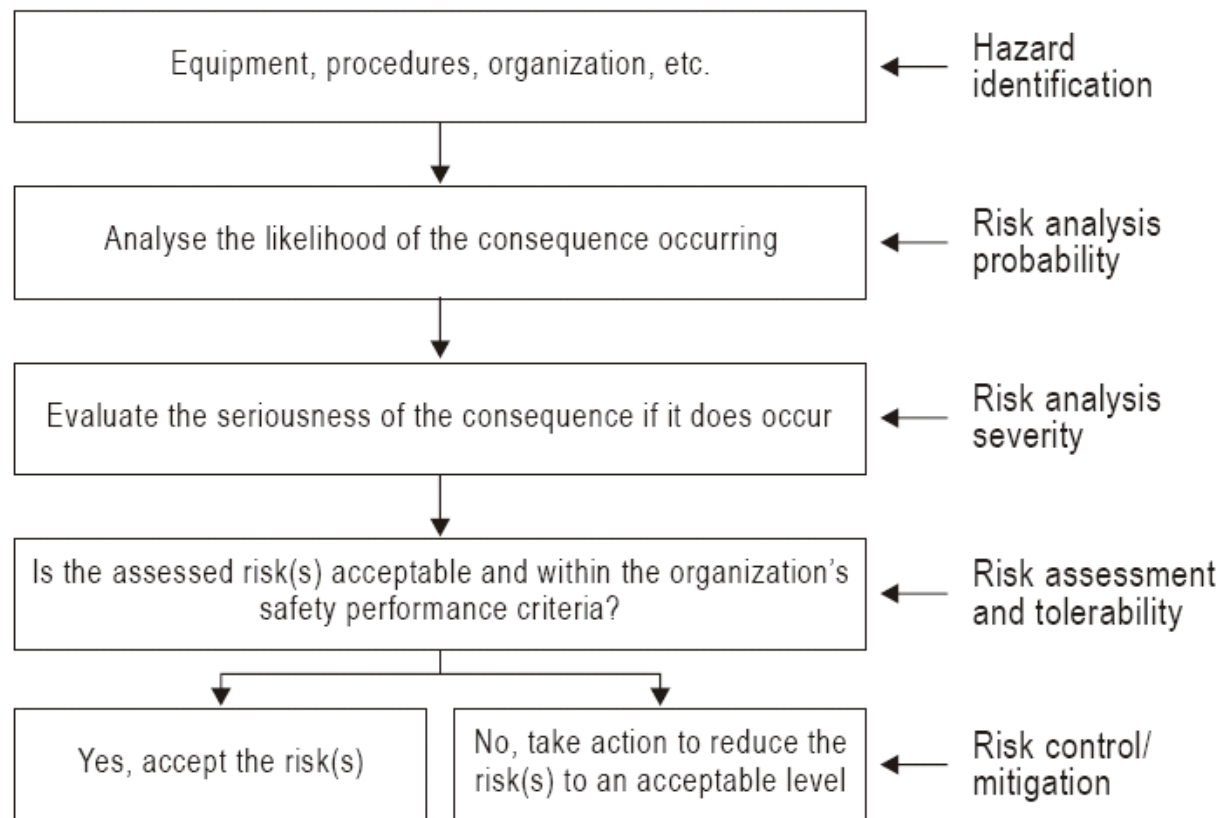 Equipment, procedures, organization, etc.
Hazard
identification
Analyse the likelihood of the consequence occurring
Risk analysis
probability
Evaluate the seriousness of the consequence if it does occur
Risk analysis
severity
Is the assessed risk(s) acceptable and within the organization's
safety performance criteria?
Risk assessment
and tolerability
Yes, accept the risk(s)
No, take action to reduce the
risk(s) to an acceptable level
Risk control/
mitigation